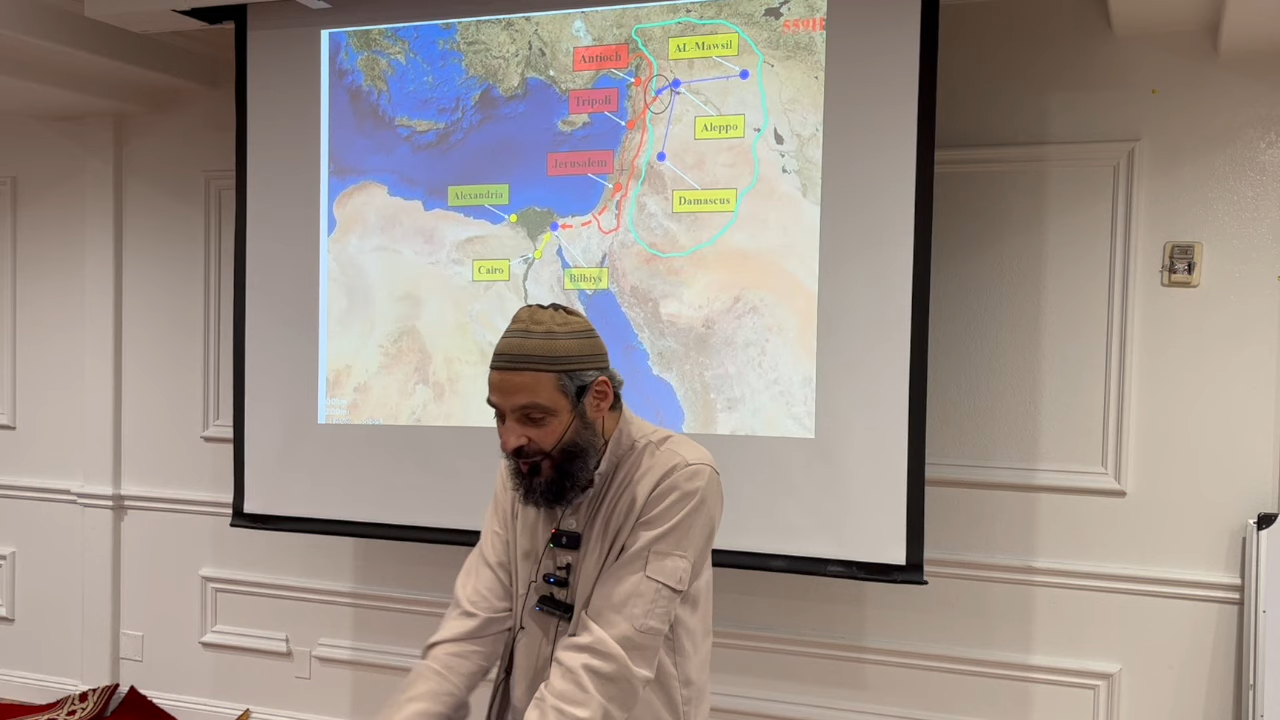 559H
AL-Mawsil
Antioch
Tripoli
Aleppo
Jerusalem
Alexandria
Damascus
Cairo
Bilbiys